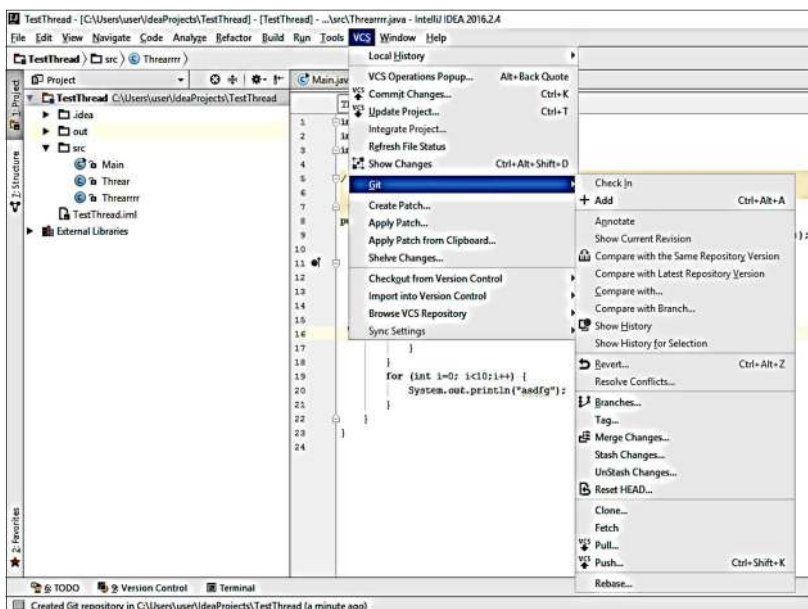 TestThread - [C:\Users\user\IdeaProjects\TestThread] - [TestThread] - ...\src\Threarrrr.java - IntelliJ IDEA 2016.2.4
File Edit View Navigate Code Analyze Refactor Build Run Tools VCS Window Help
TestThread src Threarrrr
Project
Main.jav
1: Project
2: Structure
2: Favorites
TestThread C:\Users\user\IdeaProjects\TestThread
.idea
out
src
Main
Threar
Threarrrr
TestThread.iml
External Libraries
Local History
VCS Operations Popup... Alt+Back Quote
Commit Changes... Ctrl+K
Update Project... Ctrl+T
Integrate Project...
Refresh File Status
Show Changes Ctrl+Alt+Shift+D
Git
Create Patch...
Apply Patch...
Apply Patch from Clipboard...
Shelve Changes...
Checkout from Version Control
Import into Version Control
Browse VCS Repository
Sync Settings
Check In
Add Ctrl+Alt+A
Annotate
Show Current Revision
Compare with the Same Repository Version
Compare with Latest Repository Version
Compare with...
Compare with Branch...
Show History
Show History for Selection
Revert... Ctrl+Alt+Z
Resolve Conflicts...
Branches...
Tag...
Merge Changes...
Stash Changes...
UnStash Changes...
Reset HEAD...
Clone...
Fetch
Pull...
Push... Ctrl+Shift+K
Rebase...
1
2
3
4
5
6
7
8
9
10
11
12
13
14
15
16
17 }
18 }
19 for (int i=0; i<10;i++) {
20 System.out.println("asdfg");
21 }
22 }
23 }
24
6: TODO 9: Version Control Terminal
Created Git repository in C:\Users\user\IdeaProjects\TestThread (a minute ago)